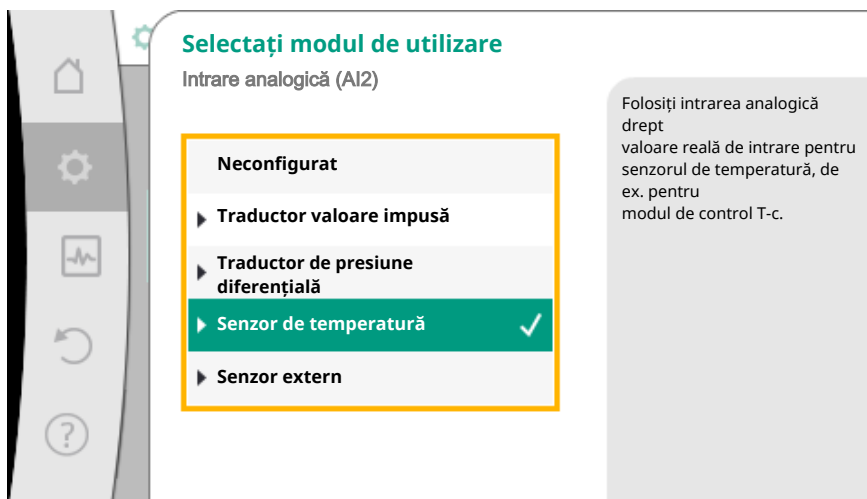 Selectați modul de utilizare
Intrare analogică (AI2)
Neconfigurat
Traductor valoare impusă
Traductor de presiune
diferențială
Senzor de temperatură
Senzor extern
Folosiți intrarea analogică
drept
valoare reală de intrare pentru
senzorul de temperatură, de
ex. pentru
modul de control T-c.